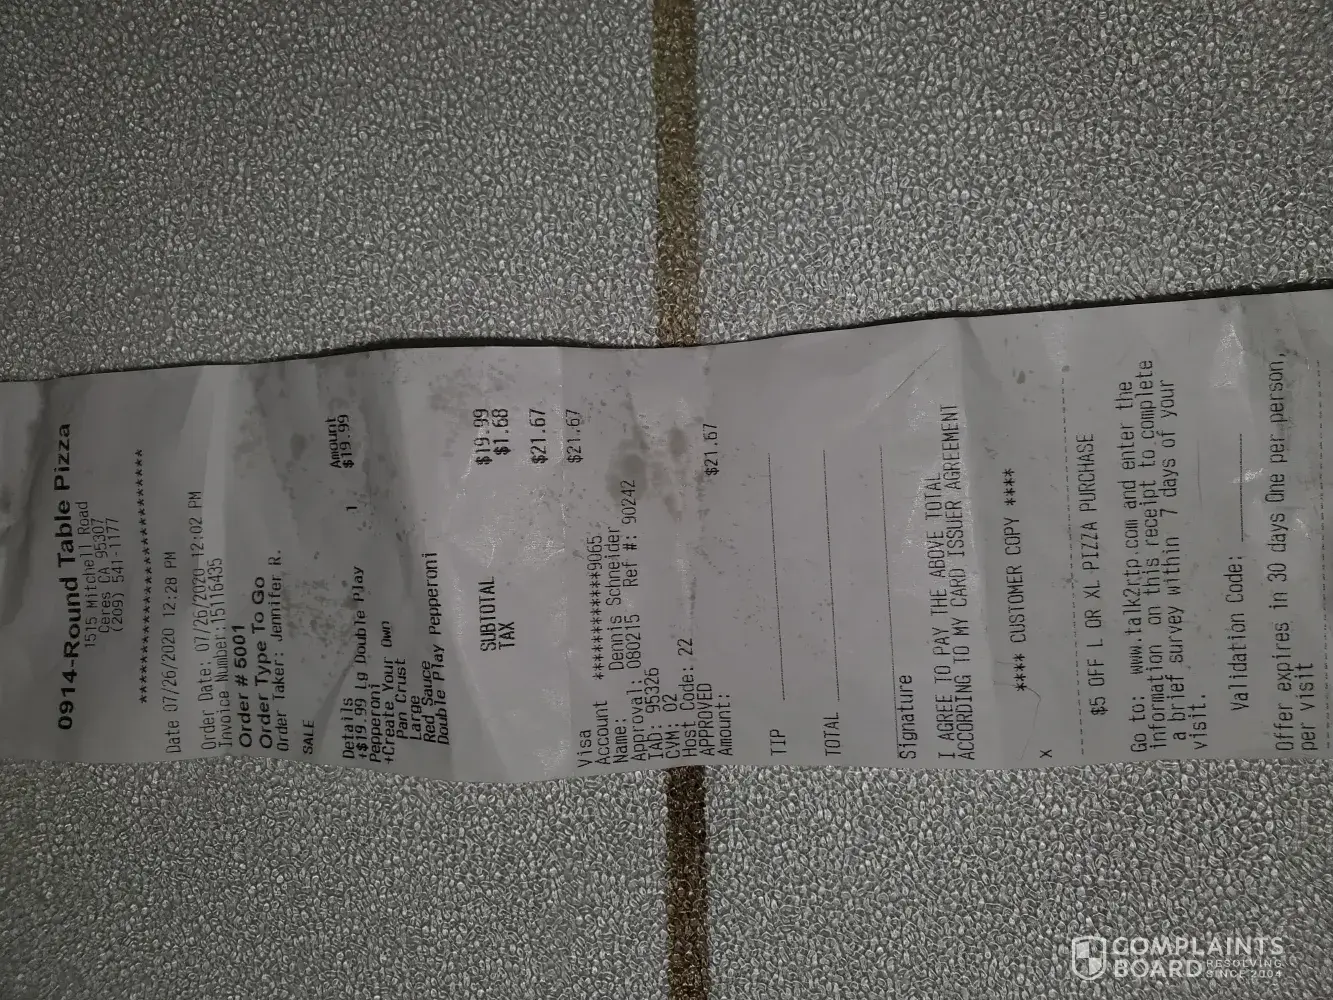 0914-Round Table Pizza
1515 Mitchell Road
Ceres CA 95307
(209) 541-1177
************************************
Date 07/26/2020 12:28 PM
Order Date: 07/26/2020 12:02 PM
Invoice Number:15116435
Order # 5001
Order Type To Go
Order Taker: Jennifer R.
SALE
Details Amount
+$19.99 Lg Double Play 1 $19.99
Pepperoni
+Create Your Own
Pan Crust
Large
Red Sauce
Double Play Pepperoni
SUBTOTAL $19.99
TAX $1.68
$21.67
Visa $21.67
Account ************9065
Name: Dennis Schneider
Approval: 080215 Ref #: 90242
IAD: 95326
CVM: 02
Host Code: 22
APPROVED
Amount: $21.67
TIP
TOTAL
Signature
I AGREE TO PAY THE ABOVE TOTAL
ACCORDING TO MY CARD ISSUER AGREEMENT
**** CUSTOMER COPY ****
X
$5 OFF L OR XL PIZZA PURCHASE
Go to: www.talk2rtp.com and enter the
information on this receipt to complete
a brief survey within 7 days of your
visit.
Validation Code:
Offer expires in 30 days One per person,
per visit
COMPLAINTS
BOARD RESOLVING
SINCE 2004